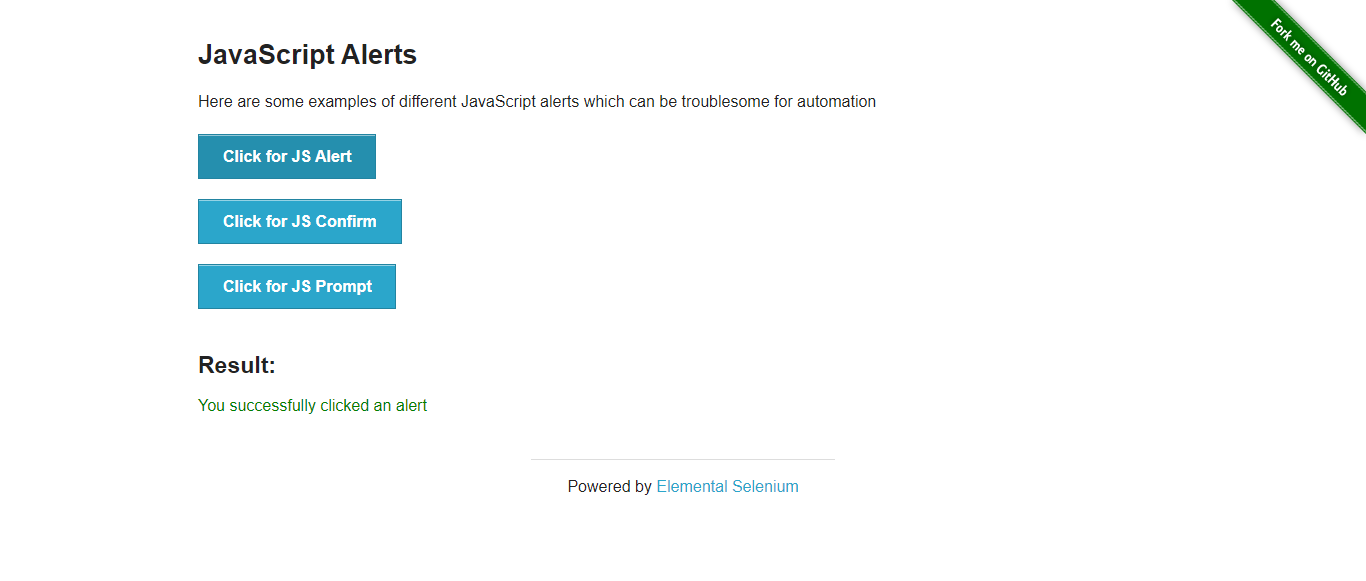 Fork me on GitHub
JavaScript Alerts
Here are some examples of different JavaScript alerts which can be troublesome for automation
Click for JS Alert
Click for JS Confirm
Click for JS Prompt
Result:
You successfully clicked an alert
Powered by Elemental Selenium